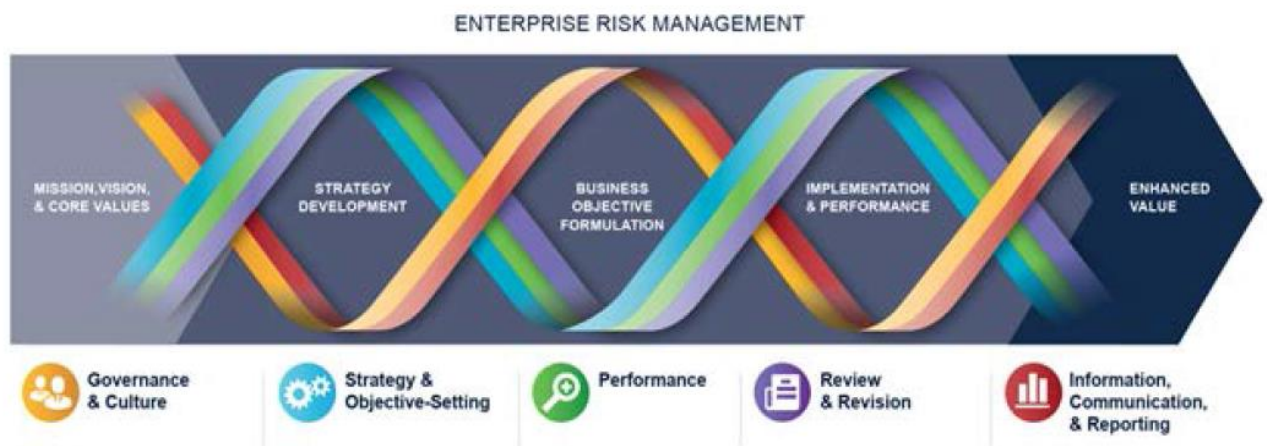 ENTERPRISE RISK MANAGEMENT
MISSION,VISION,
& CORE VALUES
STRATEGY
DEVELOPMENT
BUSINESS
OBJECTIVE
FORMULATION
IMPLEMENTATION
& PERFORMANCE
ENHANCED
VALUE
Governance
& Culture
Strategy &
Objective-Setting
Performance
Review
& Revision
Information,
Communication,
& Reporting